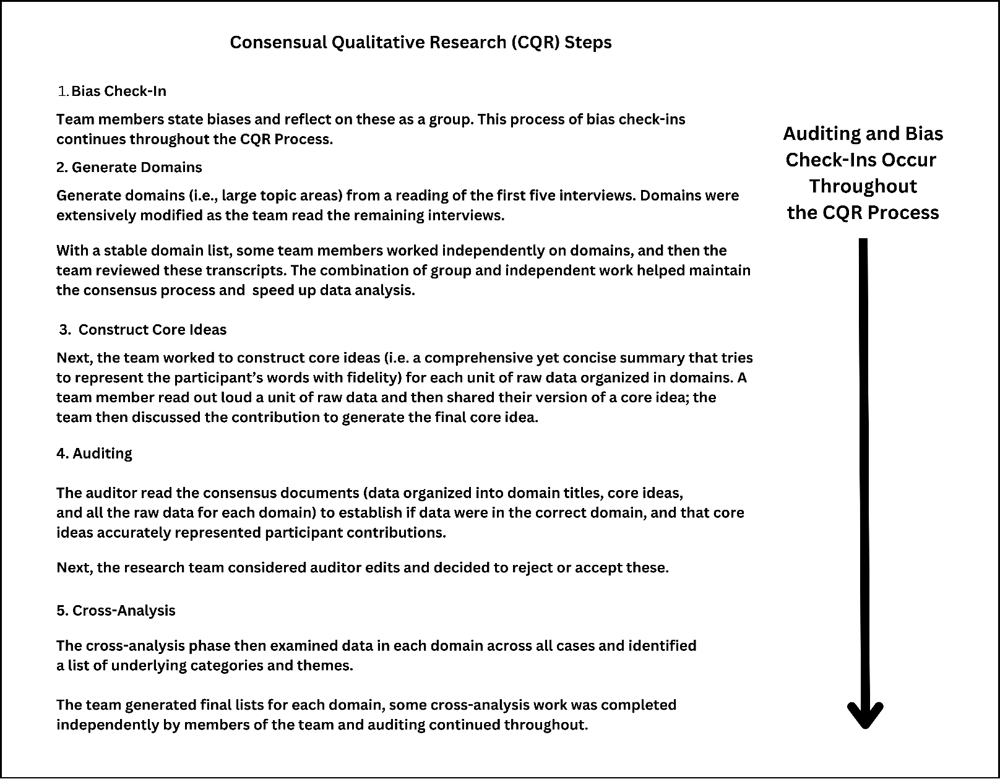 Consensual Qualitative Research (CQR) Steps
1. Bias Check-In
Team members state biases and reflect on these as a group. This process of bias check-ins
continues throughout the CQR Process.
2. Generate Domains
Generate domains (i.e., large topic areas) from a reading of the first five interviews. Domains were
extensively modified as the team read the remaining interviews.
With a stable domain list, some team members worked independently on domains, and then the
team reviewed these transcripts. The combination of group and independent work helped maintain
the consensus process and  speed up data analysis.
3.  Construct Core Ideas
Next, the team worked to construct core ideas (i.e. a comprehensive yet concise summary that tries
to represent the participant’s words with fidelity) for each unit of raw data organized in domains. A
team member read out loud a unit of raw data and then shared their version of a core idea; the
team then discussed the contribution to generate the final core idea.
4. Auditing
The auditor read the consensus documents (data organized into domain titles, core ideas,
and all the raw data for each domain) to establish if data were in the correct domain, and that core
ideas accurately represented participant contributions.
Next, the research team considered auditor edits and decided to reject or accept these.
5. Cross-Analysis
The cross-analysis phase then examined data in each domain across all cases and identified
a list of underlying categories and themes.
The team generated final lists for each domain, some cross-analysis work was completed
independently by members of the team and auditing continued throughout.
Auditing and Bias
Check-Ins Occur
Throughout
the CQR Process